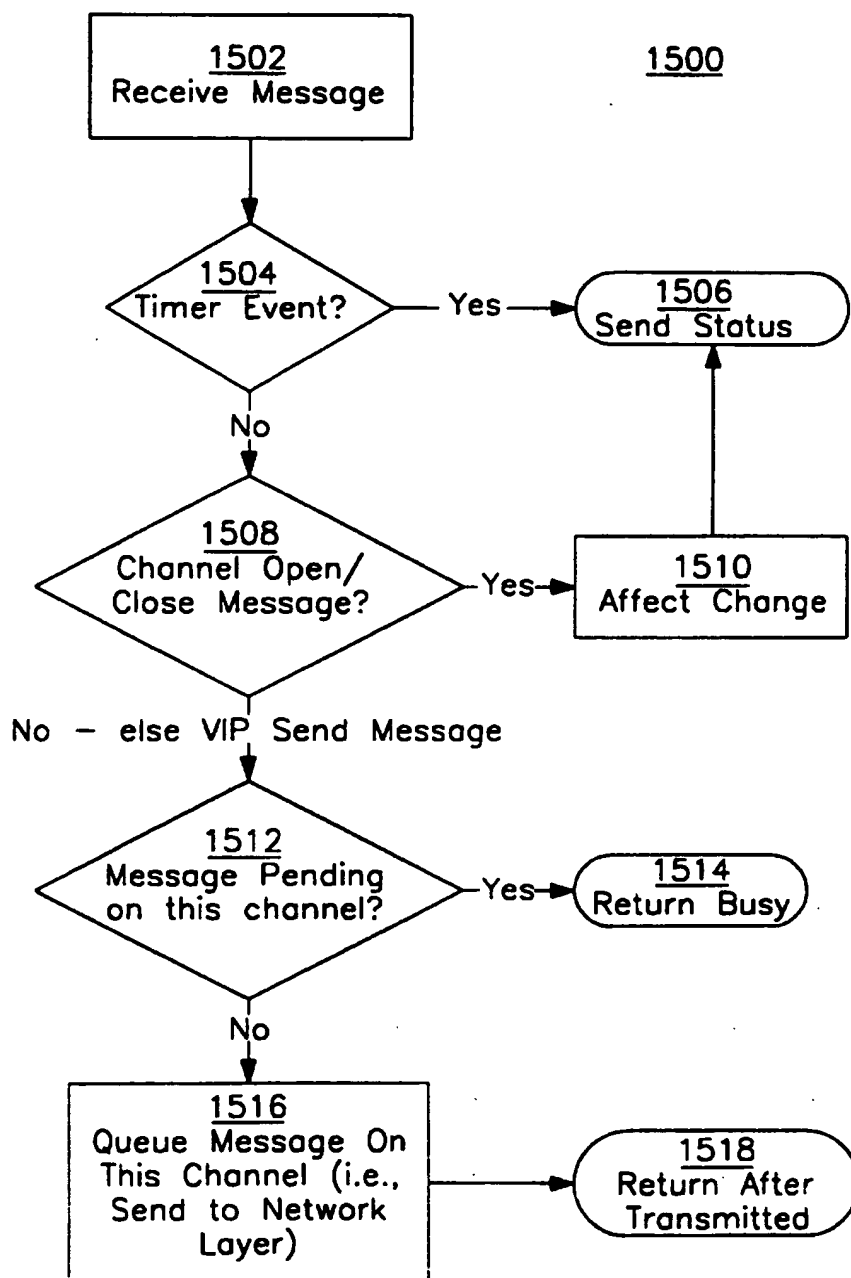 1502
Receive Message
1500
1504
Timer Event?
Yes
1506
Send Status
No
1508
Channel Open/
Close Message?
Yes
1510
Affect Change
No - else VIP Send Message
1512
Message Pending
on this channel?
Yes
1514
Return Busy
No
1516
Queue Message On
This Channel (i.e.,
Send to Network
Layer)
1518
Return After
Transmitted